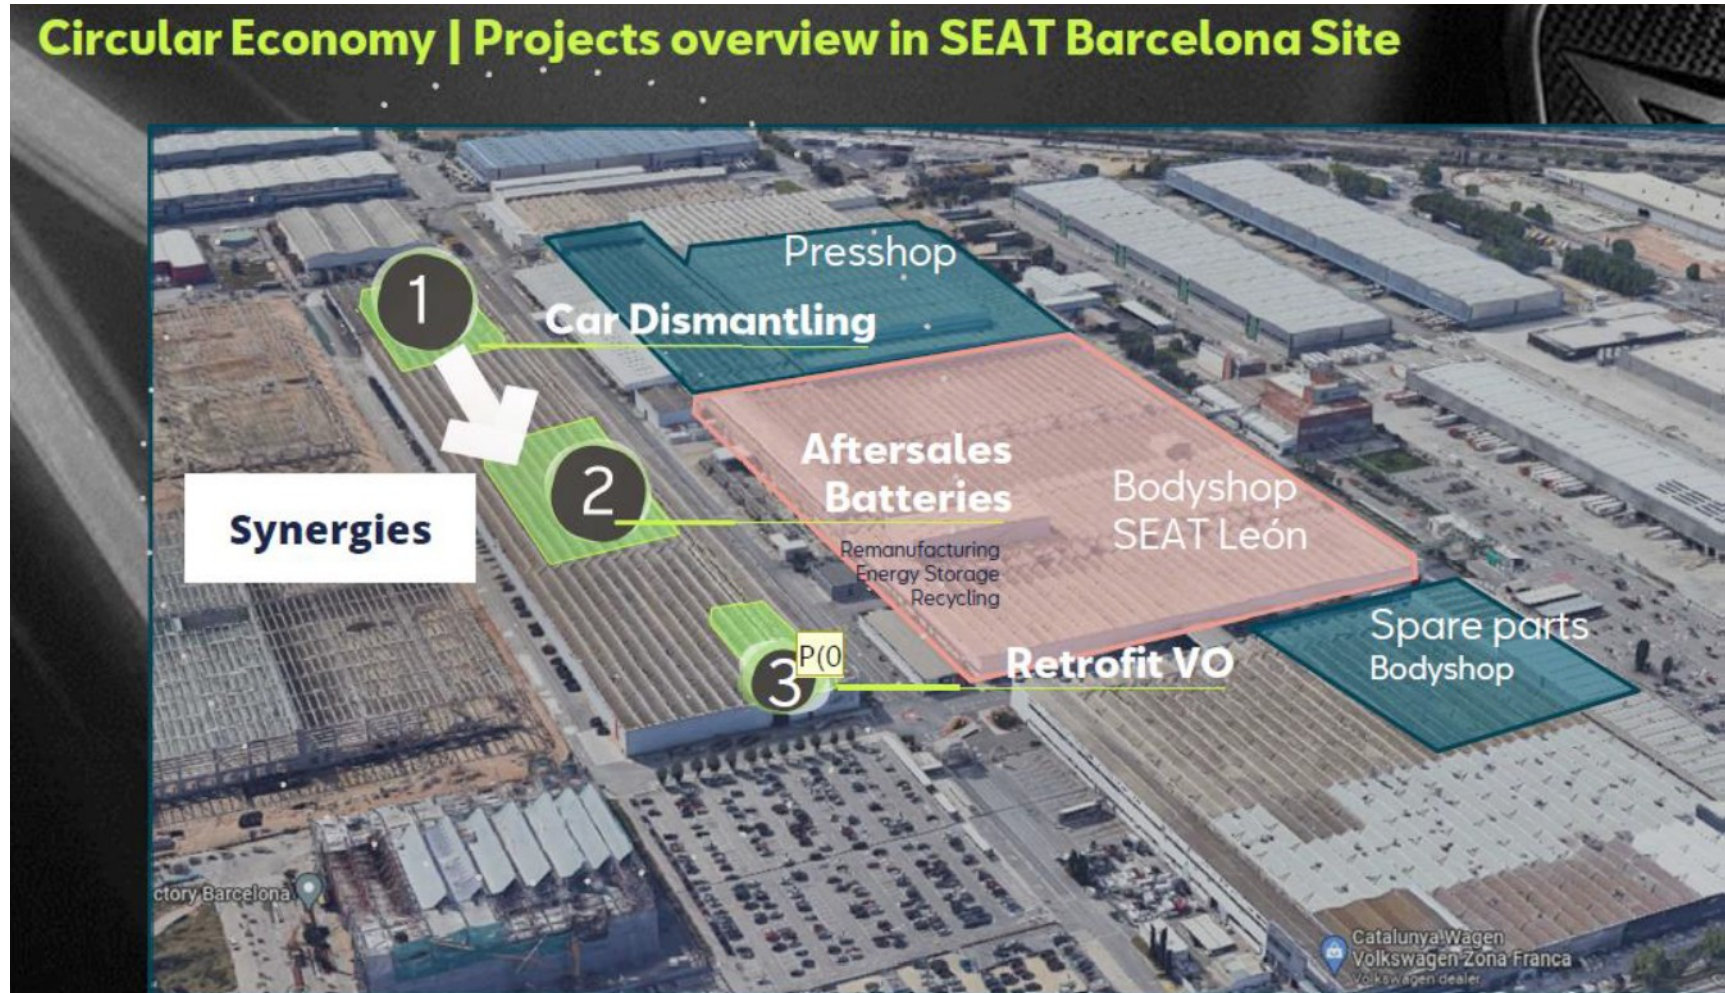 Circular Economy | Projects overview in SEAT Barcelona Site
Presshop
1
Car Dismantling
Aftersales
Batteries
2
Remanufacturing
Energy Storage
Recycling
Bodyshop
SEAT León
Synergies
Spare parts
Bodyshop
P(0
3
Retrofit VO
ctory Barcelona
Catalunya Wagen
Volkswagen Zona Franca
Volkswagen dealer